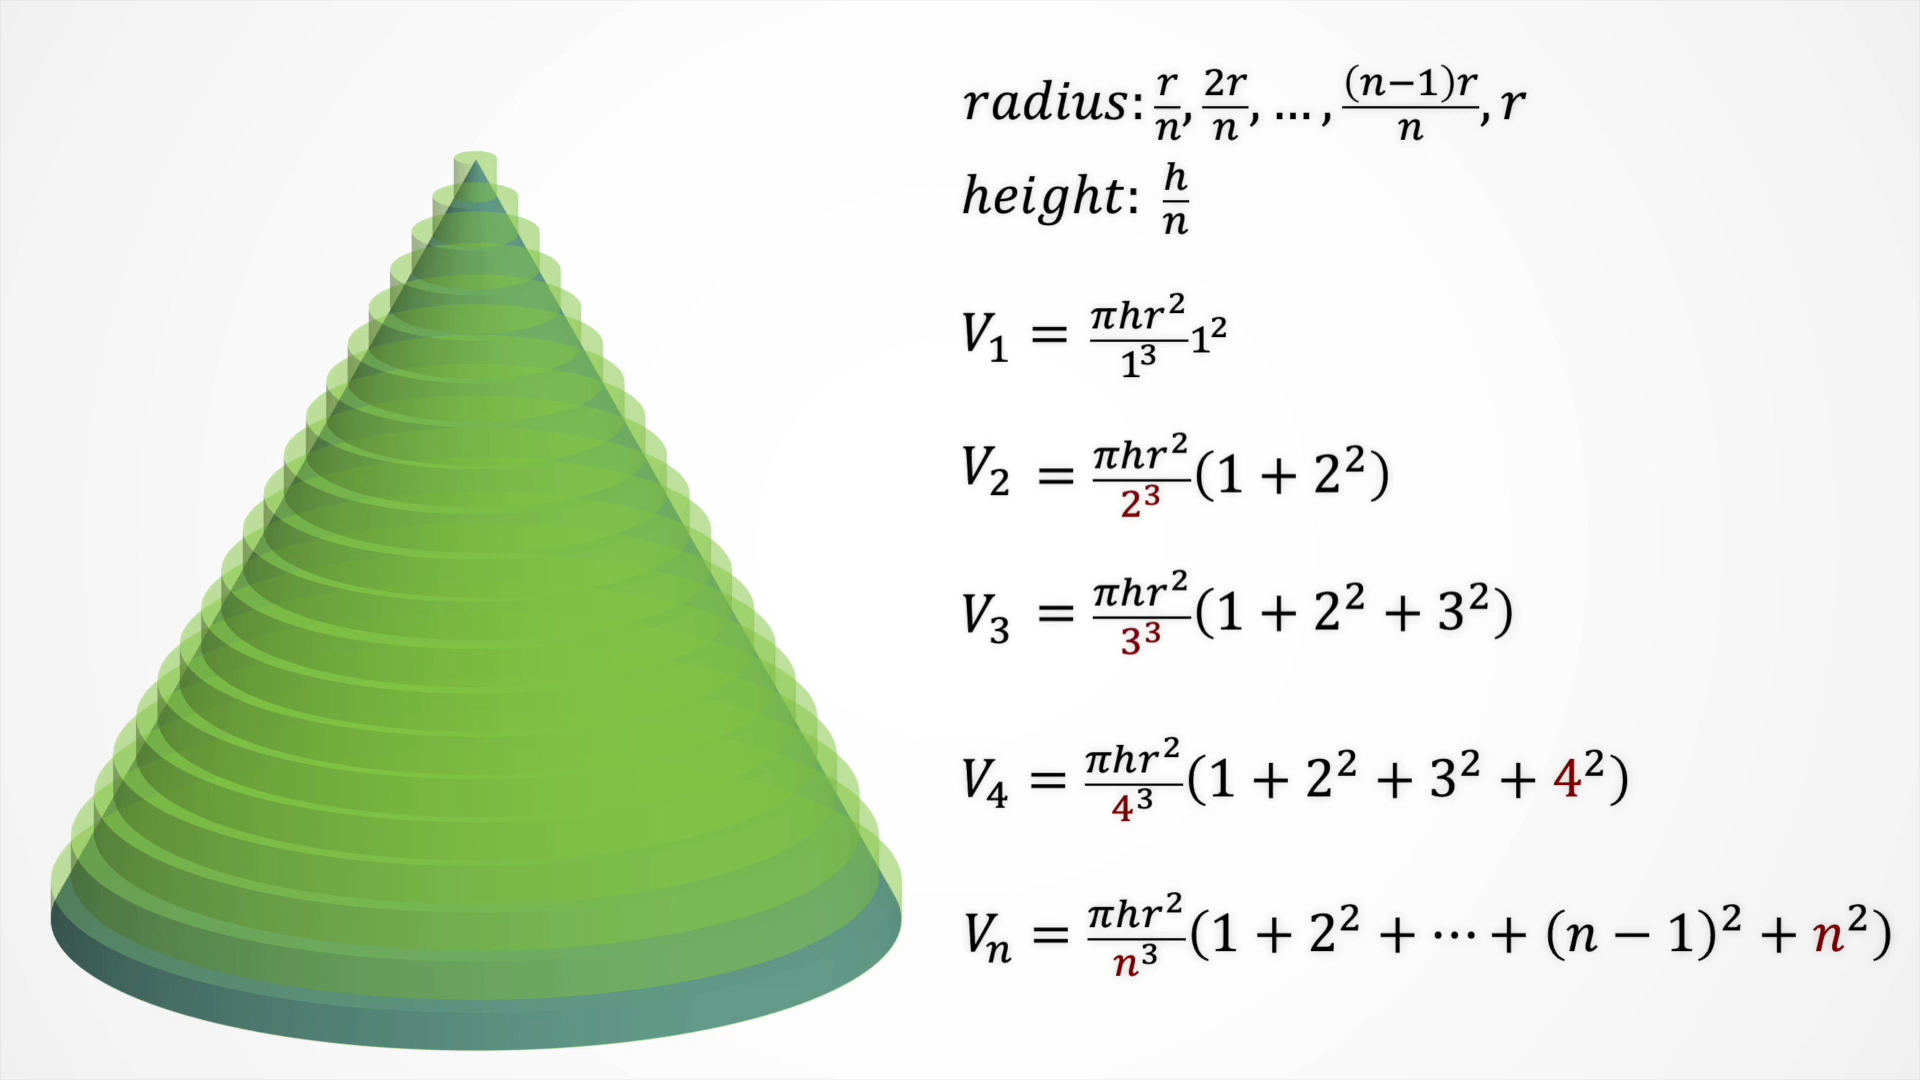 radius: r/n, 2r/n, …, (n−1)r/n, r
height: h/n
V₁ = πhr²/1³ 1²
V₂ = πhr²/2³ (1 + 2²)
V₃ = πhr²/3³ (1 + 2² + 3²)
V₄ = πhr²/4³ (1 + 2² + 3² + 4²)
Vₙ = πhr²/n³ (1 + 2² + ⋯ + (n − 1)² + n²)